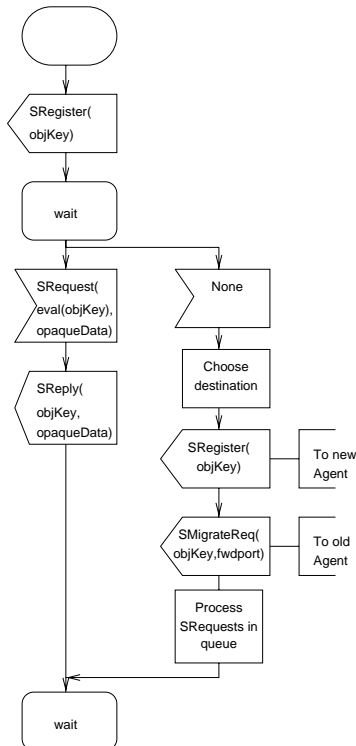 SRegister(
objKey)
wait
SRequest(
eval(objKey),
opaqueData)
None
SReply(
objKey,
opaqueData)
Choose
destination
SRegister(
objKey)
To new
Agent
SMigrateReq(
objKey,fwdport)
To old
Agent
Process
SRequests in
queue
wait